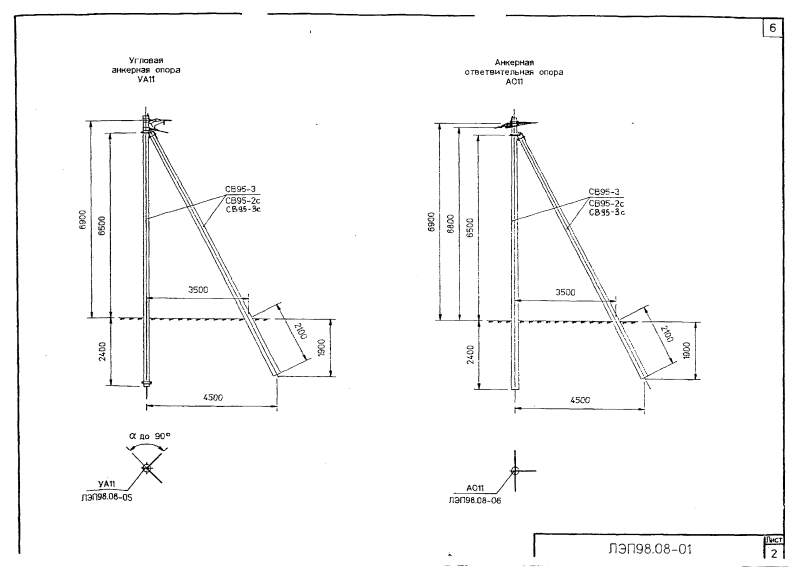 6
Угловая
анкерная опора
УА11
Анкерная
ответвительная опора
АО11
6900
6500
СВ95-3
СВ95-2с
СВ95-3с
3500
2100
1900
2400
4500
6900
6800
6500
СВ95-3
СВ95-2с
СВ95-3с
3500
2100
1900
2400
4500
α до 90°
УА11
ЛЭП98.08-05
АО11
ЛЭП98.08-06
ЛЭП98.08-01
Лист
2